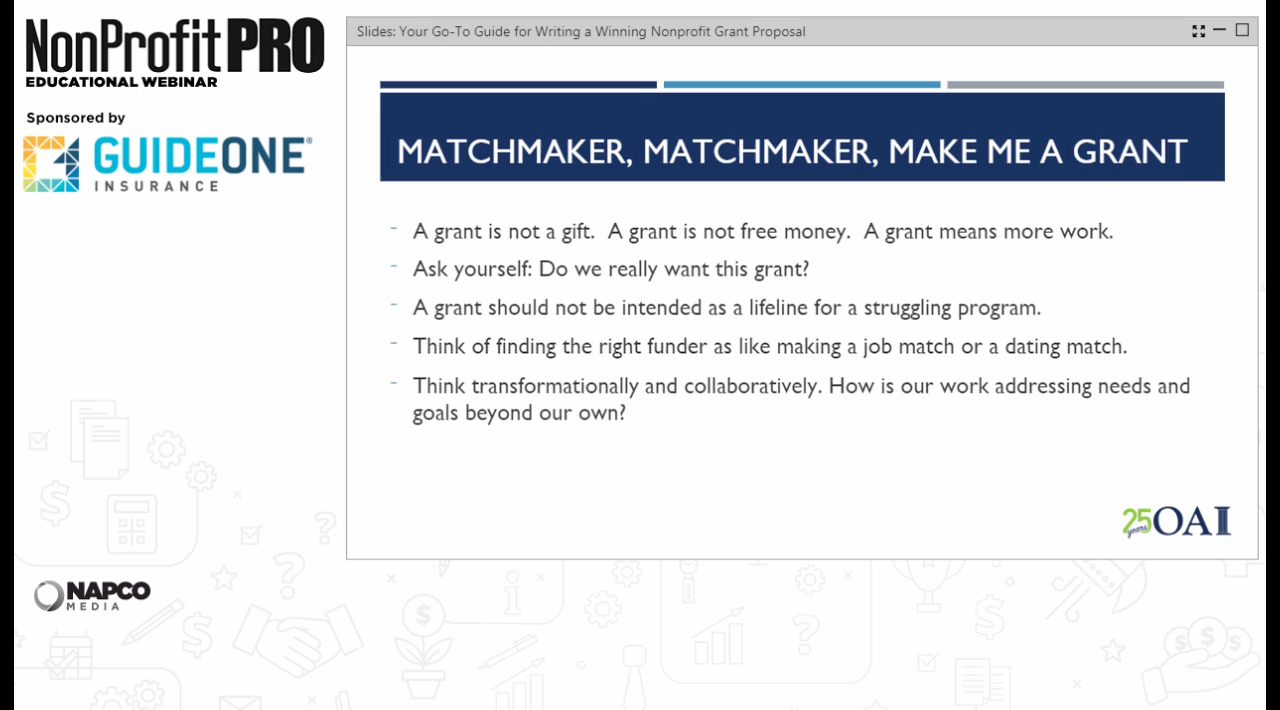 NonProfit PRO
EDUCATIONAL WEBINAR
Sponsored by
GUIDEONE®
INSURANCE
Slides: Your Go-To Guide for Writing a Winning Nonprofit Grant Proposal
MATCHMAKER, MATCHMAKER, MAKE ME A GRANT
- A grant is not a gift.  A grant is not free money.  A grant means more work.
- Ask yourself: Do we really want this grant?
- A grant should not be intended as a lifeline for a struggling program.
- Think of finding the right funder as like making a job match or a dating match.
- Think transformationally and collaboratively. How is our work addressing needs and
goals beyond our own?
25 years OAI
NAPCO
MEDIA